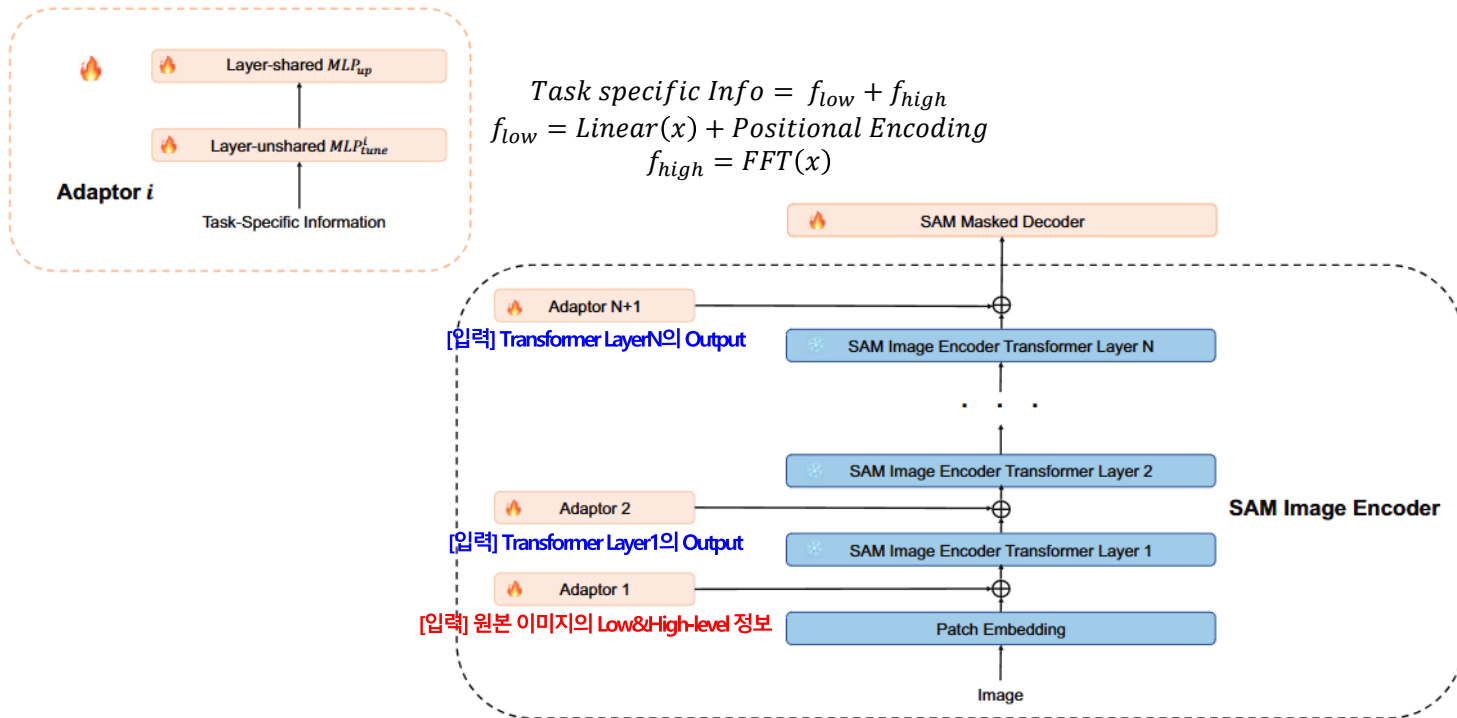 Layer-shared MLP_up
Layer-unshared MLP^i_tune
Adaptor i
Task-Specific Information
Task specific Info = f_low + f_high
f_low = Linear(x) + Positional Encoding
f_high = FFT(x)
SAM Masked Decoder
Adaptor N+1
[입력] Transformer LayerN의 Output
SAM Image Encoder Transformer Layer N
. . .
SAM Image Encoder Transformer Layer 2
Adaptor 2
SAM Image Encoder
[입력] Transformer Layer1의 Output
SAM Image Encoder Transformer Layer 1
Adaptor 1
[입력] 원본 이미지의 Low&High-level 정보
Patch Embedding
Image